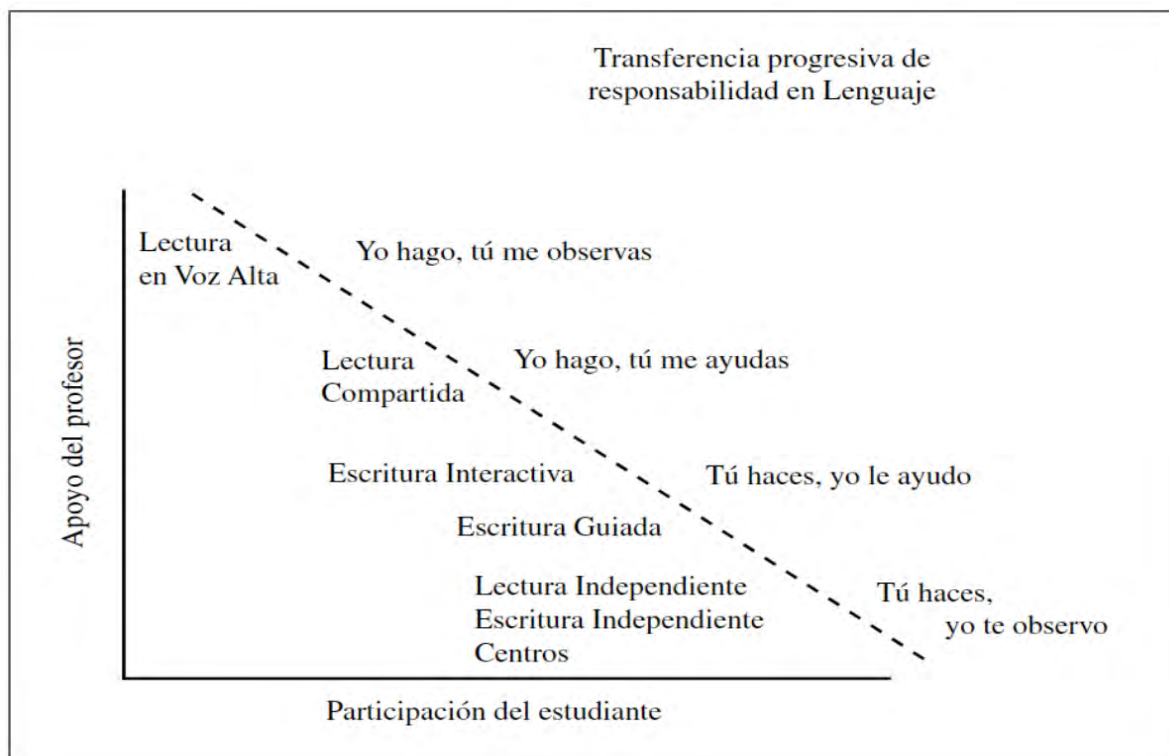 Transferencia progresiva de
responsabilidad en Lenguaje
Lectura
en Voz Alta
Yo hago, tú me observas
Lectura
Compartida
Yo hago, tú me ayudas
Escritura Interactiva
Tú haces, yo le ayudo
Escritura Guiada
Lectura Independiente
Escritura Independiente
Centros
Tú haces,
yo te observo
Apoyo del profesor
Participación del estudiante